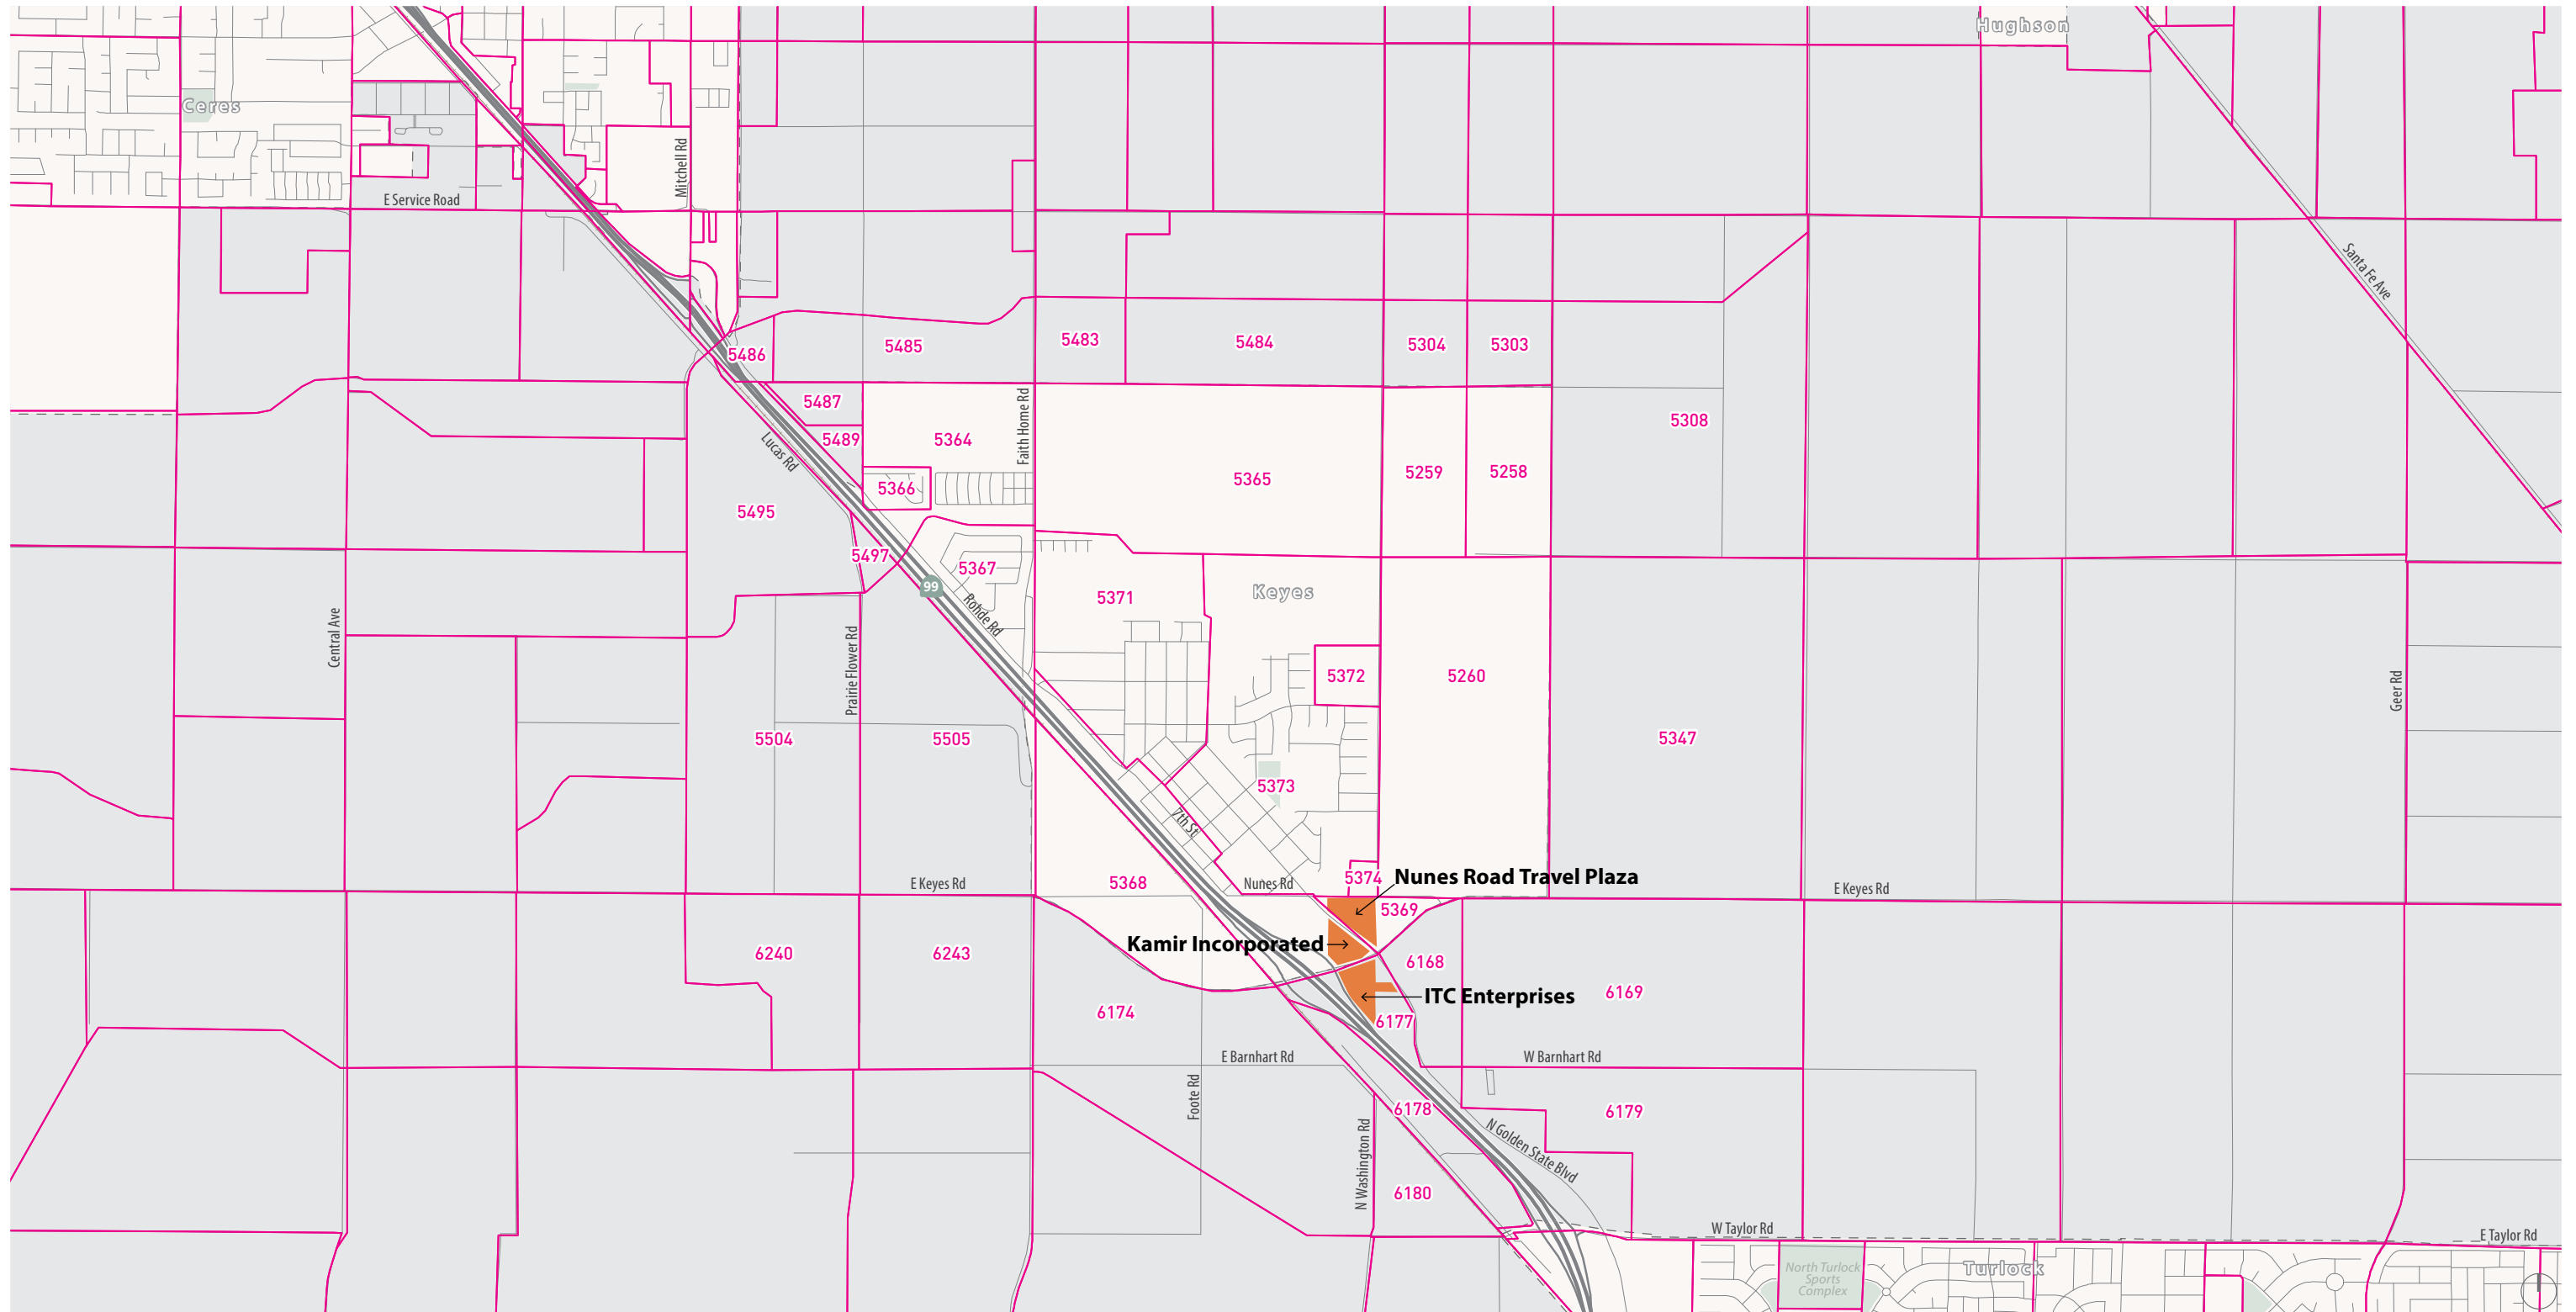 Hughson
Ceres
Mitchell Rd
E Service Road
Santa Fe Ave
5486
5485
5483
5484
5304
5303
5487
5489
5364
Faith Home Rd
5308
Lucas Rd
5366
5365
5259
5258
5495
5497
5367
99
Rohde Rd
5371
Keyes
Central Ave
Prairie Flower Rd
5372
5260
Geer Rd
5504
5505
5347
5373
7th St
E Keyes Rd
5368
Nunes Rd
5374
Nunes Road Travel Plaza
E Keyes Rd
5369
Kamir Incorporated
6240
6243
6168
ITC Enterprises
6169
6174
6177
E Barnhart Rd
W Barnhart Rd
Foote Rd
6178
6179
N Golden State Blvd
N Washington Rd
6180
W Taylor Rd
E Taylor Rd
North Turlock
Sports
Complex
Turlock